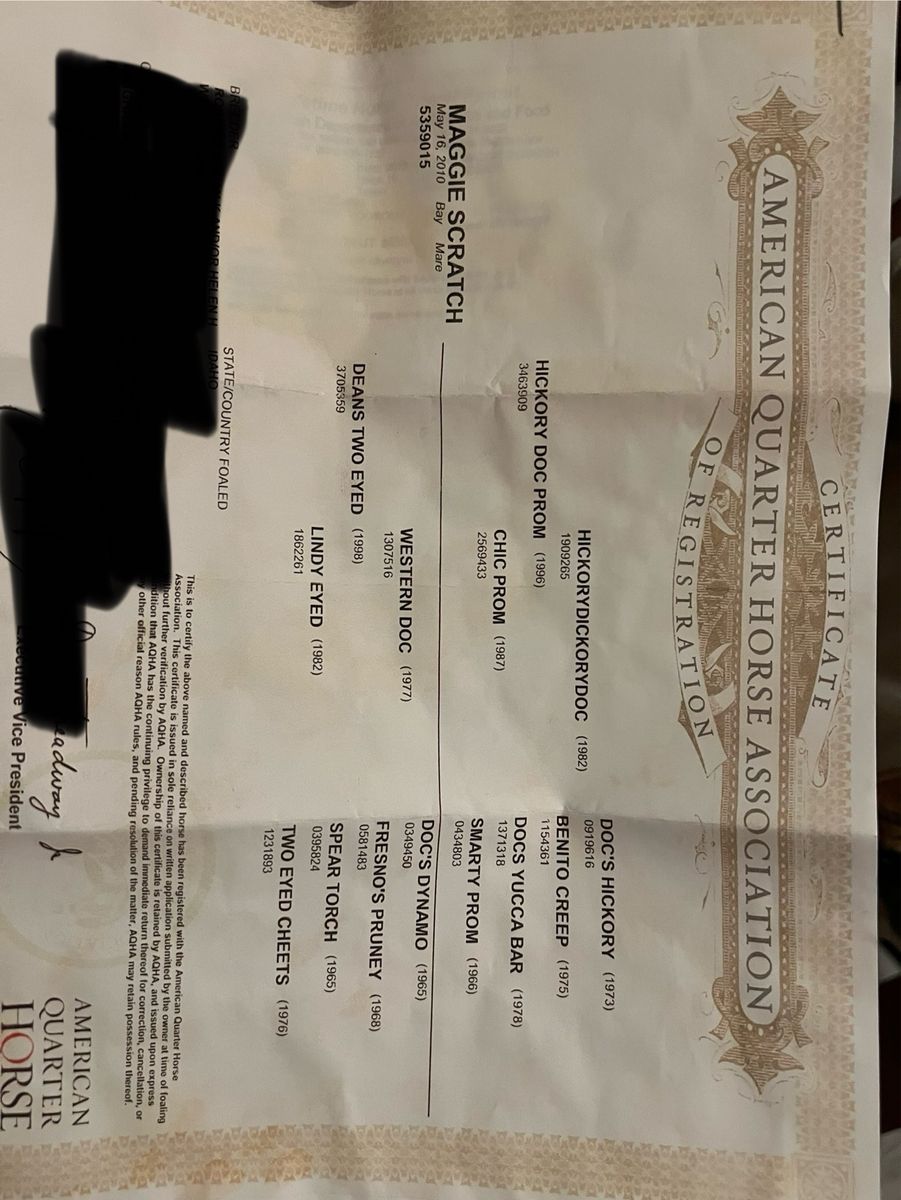 CERTIFICATE
AMERICAN QUARTER HORSE ASSOCIATION
OF REGISTRATION
DOC'S HICKORY (1973)
0919616
HICKORYDICKORYDOC (1982)
1909265
BENITO CREEP (1975)
1154361
HICKORY DOC PROM (1996)
3463909
DOCS YUCCA BAR (1978)
1371318
CHIC PROM (1987)
2569433
SMARTY PROM (1966)
0434803
MAGGIE SCRATCH
May 16, 2010 Bay Mare
5359015
DOC'S DYNAMO (1965)
0349450
WESTERN DOC (1977)
1307516
FRESNO'S PRUNEY (1968)
0581483
DEANS TWO EYED (1998)
3705359
SPEAR TORCH (1965)
0395824
LINDY EYED (1982)
1862261
TWO EYED CHEETS (1976)
1231893
STATE/COUNTRY FOALED
IDAHO
This is to certify the above named and described horse has been registered with the American Quarter Horse
Association. This certificate is issued in sole reliance on written application submitted by the owner at time of foaling
further verification by AQHA. Ownership of this certificate is retained by AQHA, and issued upon express
that AQHA has the continuing privilege to demand immediate return thereof for correction, cancellation, or
other official reason AQHA rules, and pending resolution of the matter, AQHA may retain possession thereof.
Executive Vice President
AMERICAN
QUARTER
HORSE